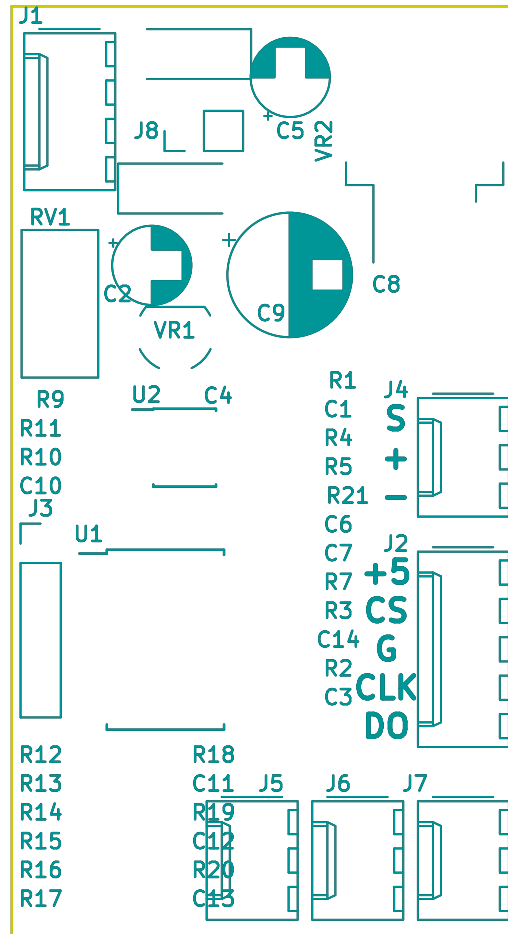 J1
J8
C5
VR2
RV1
C2
C9
C8
VR1
R9
U2
C4
R11
R10
C10
J3
U1
R1
C1
R4
R5
R21
C6
C7
R7
R3
C14
R2
C3
J4
S
+
-
J2
+5
CS
G
CLK
DO
R12
R13
R14
R15
R16
R17
R18
C11
R19
C12
R20
C13
J5
J6
J7